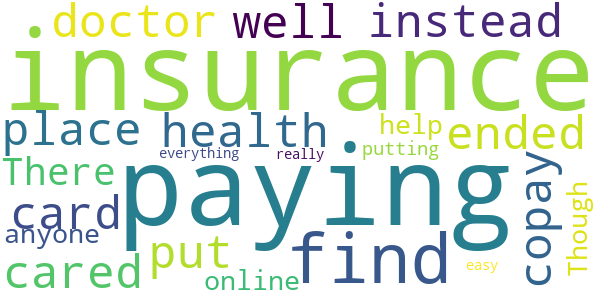 doctor well instead
insurance
place health help ended
everything really putting
There paying copay Though
card
anyone put find
cared online easy